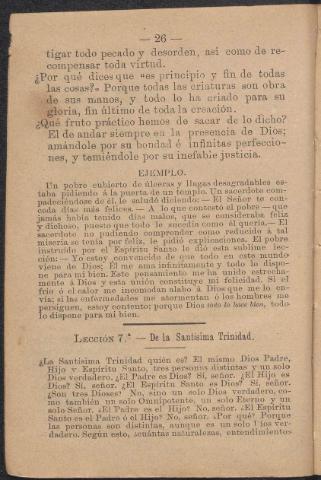 — 26 —
tigar todo pecado y desorden, así como de re-
compensar toda virtud.
¿Por qué dices que «es principio y fin de todas
las cosas?» Porque todas las criaturas son obra
de sus manos, y todo lo ha criado para su
gloria, fin último de toda la creación.
¿Qué fruto práctico hemos de sacar de lo dicho?
El de andar siempre en la presencia de Dios;
amándole por su bondad é infinitas perfeccio-
nes, y temiéndole por su inefable justicia.
EJEMPLO.
Un pobre cubierto de úlceras y llagas desagradables es-
taba pidiendo á la puerta de un templo. Un sacerdote com-
padeciéndose de él, le saludó diciendo: — El Señor te con-
ceda días más felices. — A lo que contestó el pobre — que
jamás había tenido días malos, que se consideraba feliz
y dichoso, puesto que todo le sucedía como él quería. — El
sacerdote no pudiendo comprender como reducido á tal
miseria se tenía por feliz, le pidió explicaciones. El pobre
instruido por el Espíritu Santo le dió esta sublime lec-
ción: — Yo estoy convencido de que todo en este mundo
viene de Dios; El me ama infinitamente y todo lo dispo-
ne para mi bien. Este pensamiento me ha unido estrecha-
mente á Dios y esta unión constituye mi felicidad. Si el
frío ó el calor me incomodan alabo á Dios que me lo en-
vía; si las enfermedades me atormentan ó los hombres me
persiguen, estoy contento; porque Dios todo lo hace bien, todo
lo dispone para mi bien.
LECCIÓN 7.ª — De la Santísima Trinidad.
¿La Santísima Trinidad quién es? El mismo Dios Padre,
Hijo y Espíritu Santo, tres personas distintas y un solo
Dios verdadero. ¿El Padre es Dios? Sí, señor. ¿El Hijo es
Dios? Sí, señor. ¿El Espíritu Santo es Dios? Sí, señor.
¿Son tres Dioses? No, sino un solo Dios verdadero, co-
mo también un solo Omnipotente, un solo Eterno y un
solo Señor. ¿El Padre es el Hijo? No, señor. ¿El Espíritu
Santo es el Padre ó el Hijo? No, señor. ¿Por qué? Porque
las personas son distintas, aunque es un solo Dios ver-
dadero. Según esto, ¿cuántas naturalezas, entendimientos